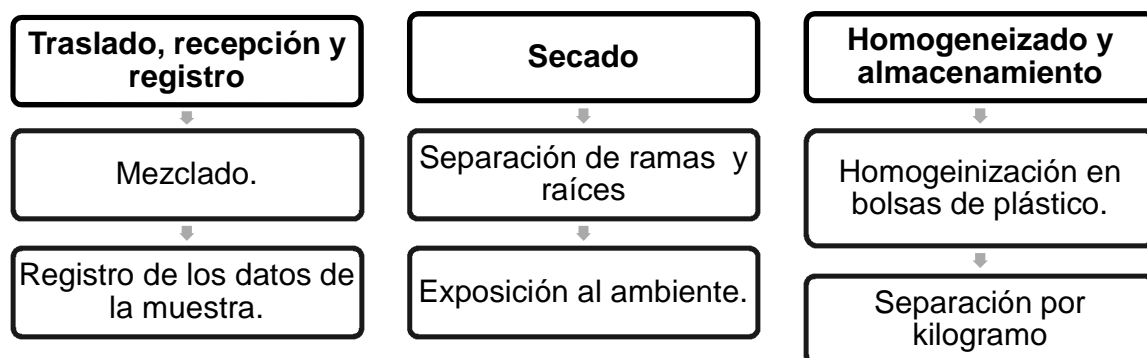 Traslado, recepción y
registro
Mezclado.
Registro de los datos de
la muestra.
Secado
Separación de ramas y
raíces
Exposición al ambiente.
Homogeneizado y
almacenamiento
Homogeinización en
bolsas de plástico.
Separación por
kilogramo